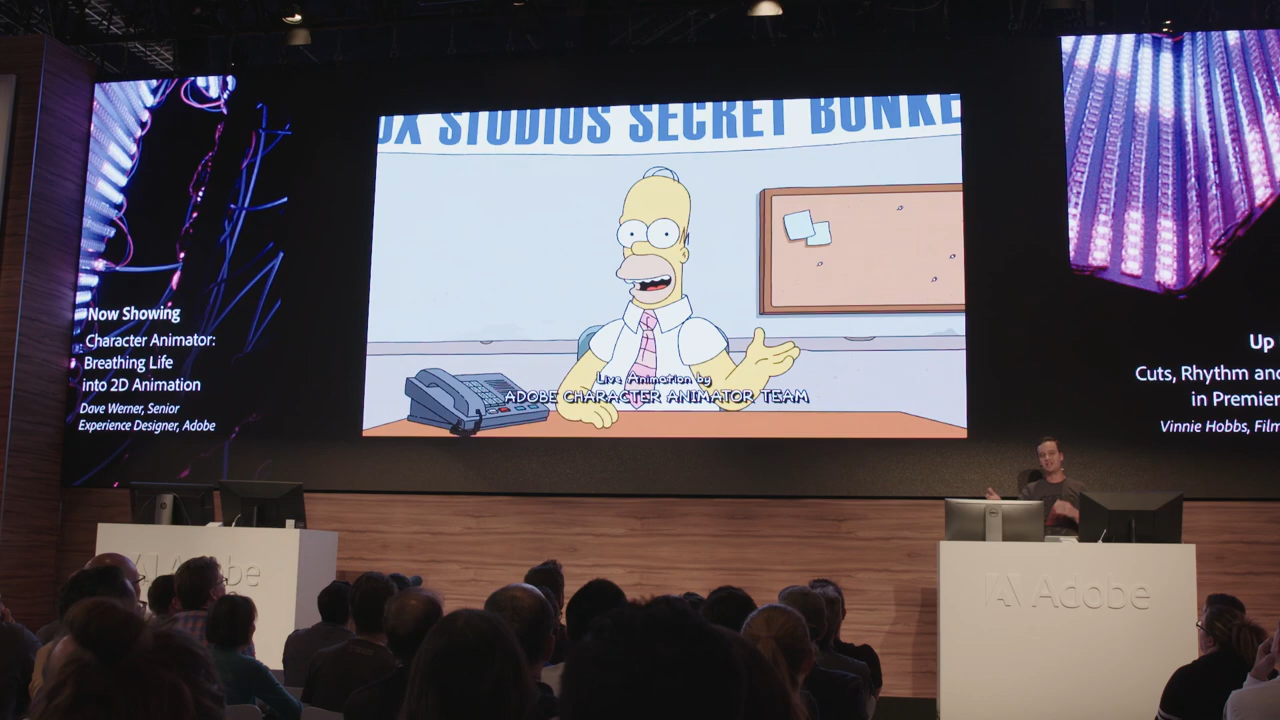 OX STUDIOS SECRET BUNKE
Live Animation by
ADOBE CHARACTER ANIMATOR TEAM
Now Showing
Character Animator:
Breathing Life
into 2D Animation
Dave Werner, Senior
Experience Designer, Adobe
Up
Cuts, Rhythm and
in Premier
Vinnie Hobbs, Film
Adobe
Adobe